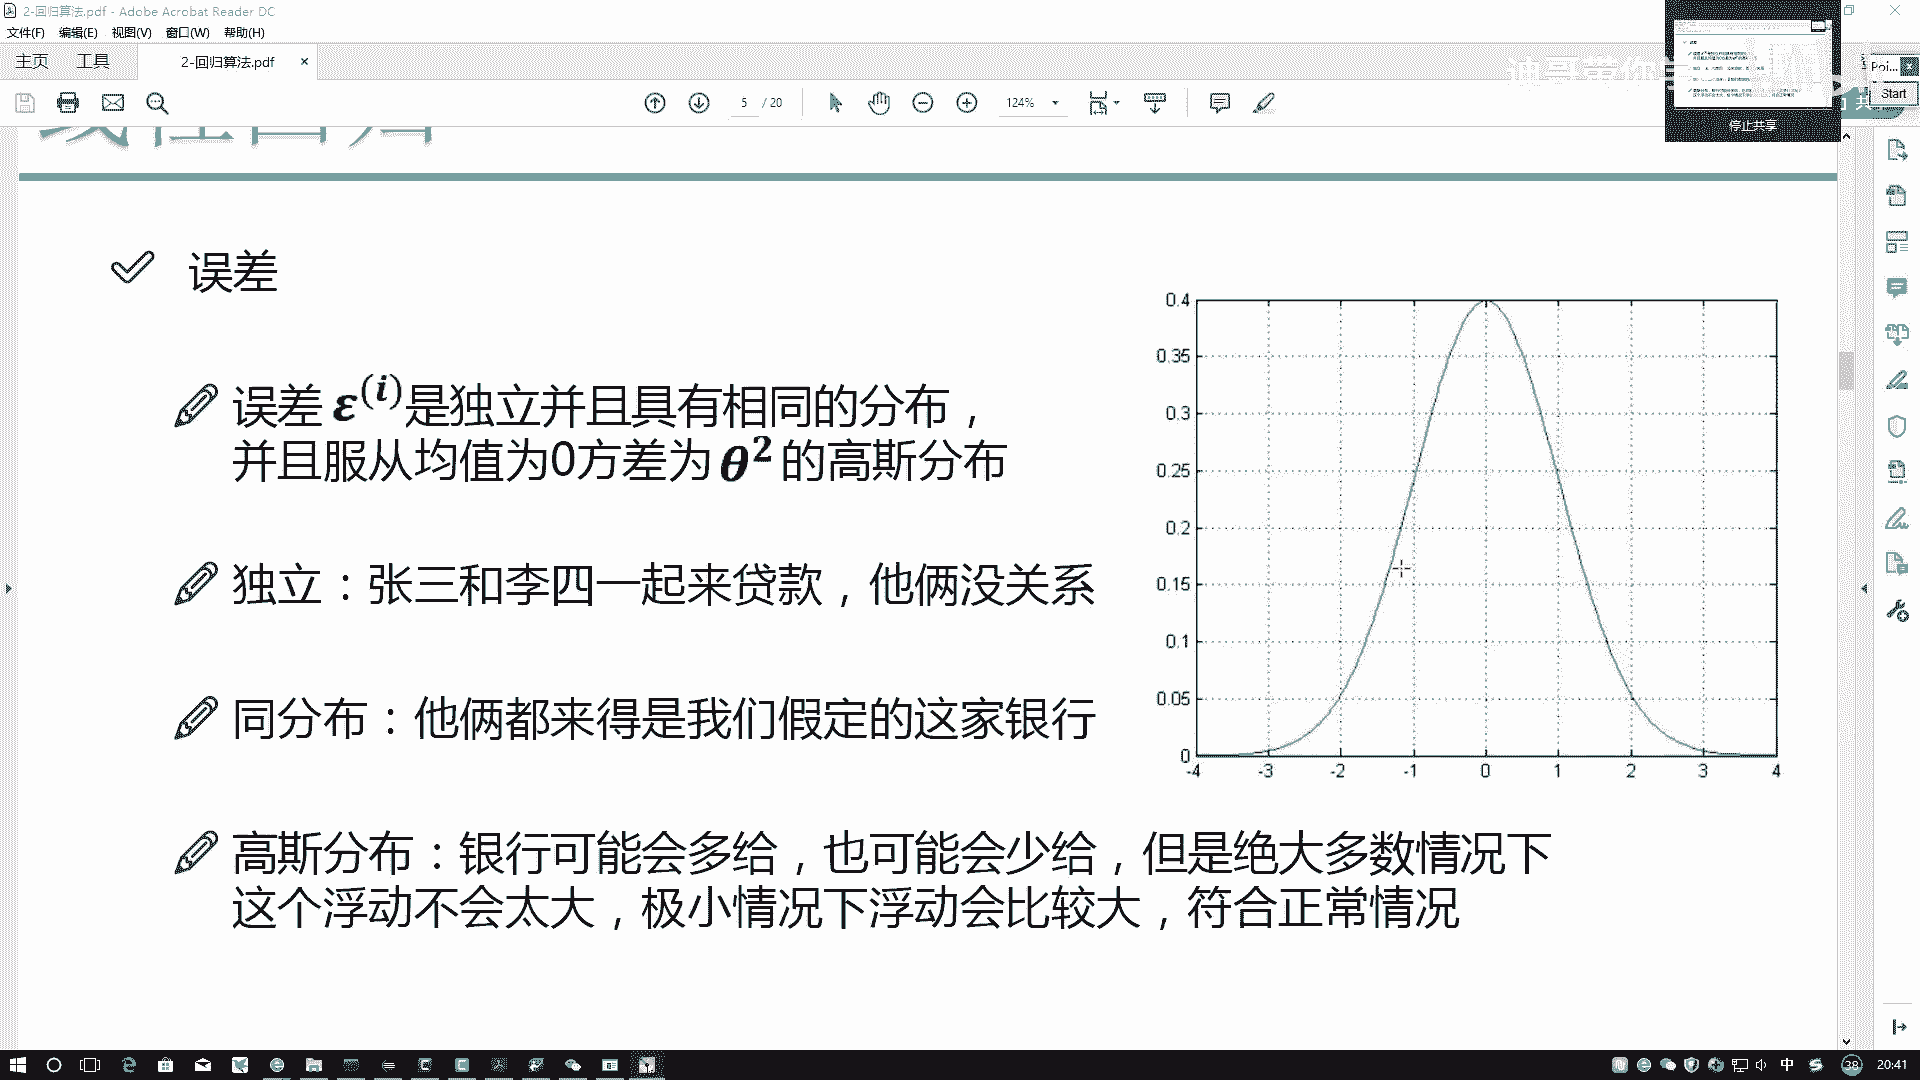 2-回归算法.pdf - Adobe Acrobat Reader DC
文件(F) 编辑(E) 视图(V) 窗口(W) 帮助(H)
主页 工具 2-回归算法.pdf ×
5 / 20 124%
Poi...
Start
停止共享
线性回归
误差
误差 ε(i)是独立并且具有相同的分布，
并且服从均值为0方差为 θ² 的高斯分布
独立：张三和李四一起来贷款，他俩没关系
同分布：他俩都来得是我们假定的这家银行
高斯分布：银行可能会多给，也可能会少给，但是绝大多数情况下
这个浮动不会太大，极小情况下浮动会比较大，符合正常情况
0.4
0.35
0.3
0.25
0.2
0.15
0.1
0.05
0
-4 -3 -2 -1 0 1 2 3 4
中 38 20:41